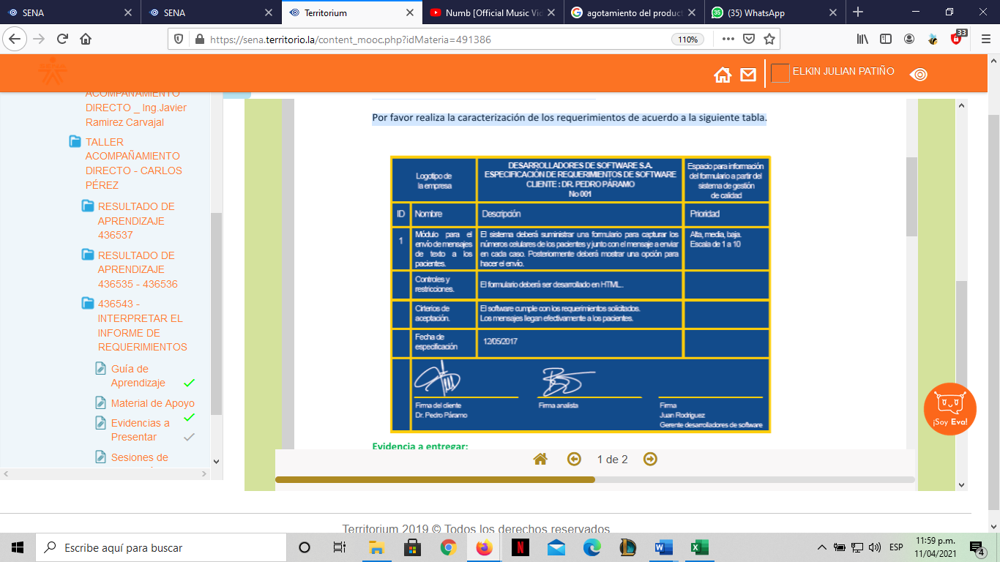 SENA
SENA
Territorium
Numb [Official Music Vid
agotamiento del product
35
(35) WhatsApp
https://sena.territorio.la/content_mooc.php?idMateria=491386
110%
33
ELKIN JULIAN PATIÑO
ACOMPAÑAMIENTO
DIRECTO _ Ing.Javier
Ramirez Carvajal
TALLER
ACOMPAÑAMIENTO
DIRECTO - CARLOS
PÉREZ
RESULTADO DE
APRENDIZAJE
436537
RESULTADO DE
APRENDIZAJE
436535 - 436536
436543 -
INTERPRETAR EL
INFORME DE
REQUERIMIENTOS
Guía de
Aprendizaje
Material de Apoyo
Evidencias a
Presentar
Sesiones de
Por favor realiza la caracterización de los requerimientos de acuerdo a la siguiente tabla.
Logotipo de
la empresa
DESARROLLADORES DE SOFTWARE S.A.
ESPECIFICACIÓN DE REQUERIMIENTOS DE SOFTWARE
CLIENTE : DR. PEDRO PÁRAMO
No 001
Espacio para información
del formulario a partir del
sistema de gestión
de calidad
ID Nombre Descripción Prioridad
1
Módulo para el
envío de mensajes
de texto a los
pacientes.
El sistema deberá suministrar una formulario para capturar los
números celulares de los pacientes y junto con el mensaje a enviar
en cada caso. Posteriormente deberá mostrar una opción para
hacer el envío.
Alta, media, baja.
Escala de 1 a 10
Controles y
restricciones.
El formulario deberá ser desarrollado en HTML.
Cirterios de
aceptación.
El software cumple con los requerimientos solicitados.
Los mensajes llegan efectivamente a los pacientes.
Fecha de
especificación
12/05/2017
Firma del cliente
Dr. Pedro Páramo
Firma analista
Firma
Juan Rodriguez
Gerente desarrolladores de software
Evidencia a entregar:
1 de 2
¡Soy Eva!
Territorium 2019 © Todos los derechos reservados
Escribe aquí para buscar
ESP
11:59 p.m.
11/04/2021
4